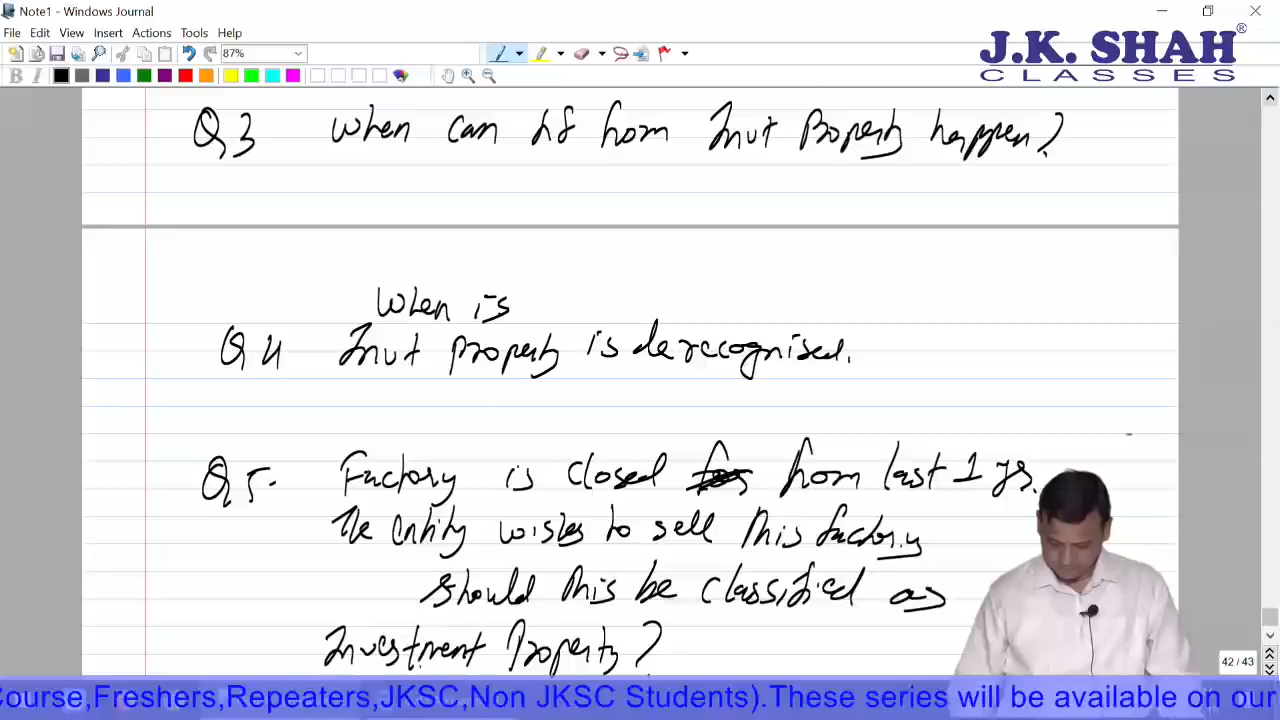 Note1 - Windows Journal
File Edit View Insert Actions Tools Help
87%
J.K. SHAH®
CLASSES
Q3 When can trf from Invt Property happen?
When is
Q4 Invt property is derecognised.
Q5. Factory is closed from last 1 yr.
The entity wishes to sell this factory
should this be classified as
Investment Property?
42 / 43
Course,Freshers,Repeaters,JKSC,Non JKSC Students).These series will be available on our